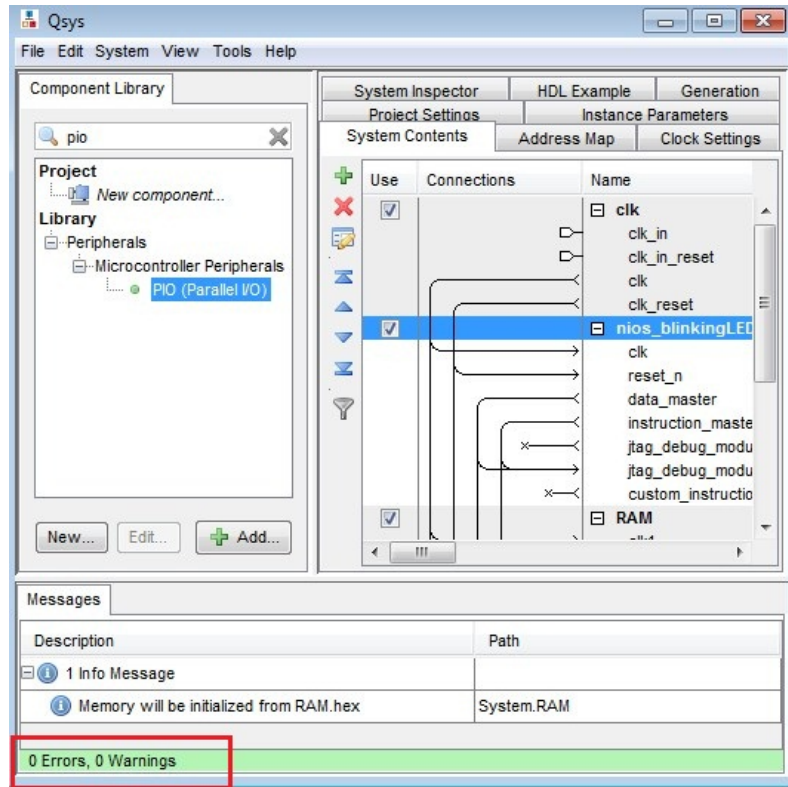 Qsys
File Edit System View Tools Help
Component Library
pio
Project
New component...
Library
Peripherals
Microcontroller Peripherals
PIO (Parallel I/O)
New... Edit... Add...
System Inspector HDL Example Generation
Project Settings Instance Parameters
System Contents Address Map Clock Settings
Use Connections Name
clk
clk_in
clk_in_reset
clk
clk_reset
nios_blinkingLED
clk
reset_n
data_master
instruction_maste
jtag_debug_modu
jtag_debug_modu
custom_instructio
RAM
Messages
Description Path
1 Info Message
Memory will be initialized from RAM.hex System.RAM
0 Errors, 0 Warnings